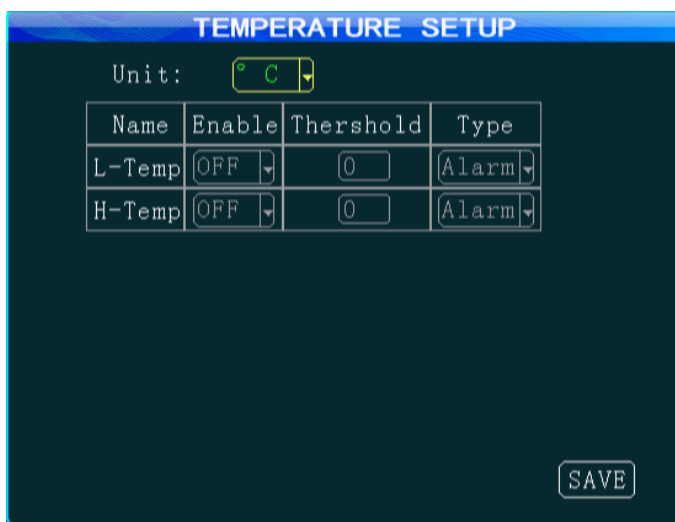 TEMPERATURE SETUP
Unit: ° C
Name Enable Thershold Type
L-Temp OFF 0 Alarm
H-Temp OFF 0 Alarm
SAVE